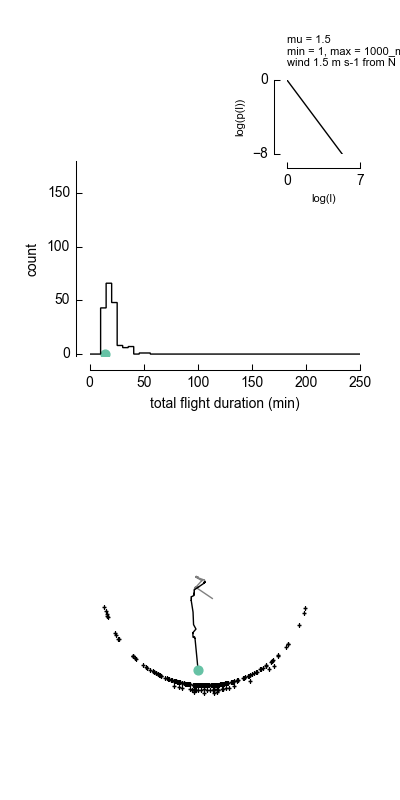 mu = 1.5
min = 1, max = 1000_m
wind 1.5 m s-1 from N
0
log(p(l))
−8
0
7
log(l)
150
100
count
50
0
0
50
100
150
200
250
total flight duration (min)